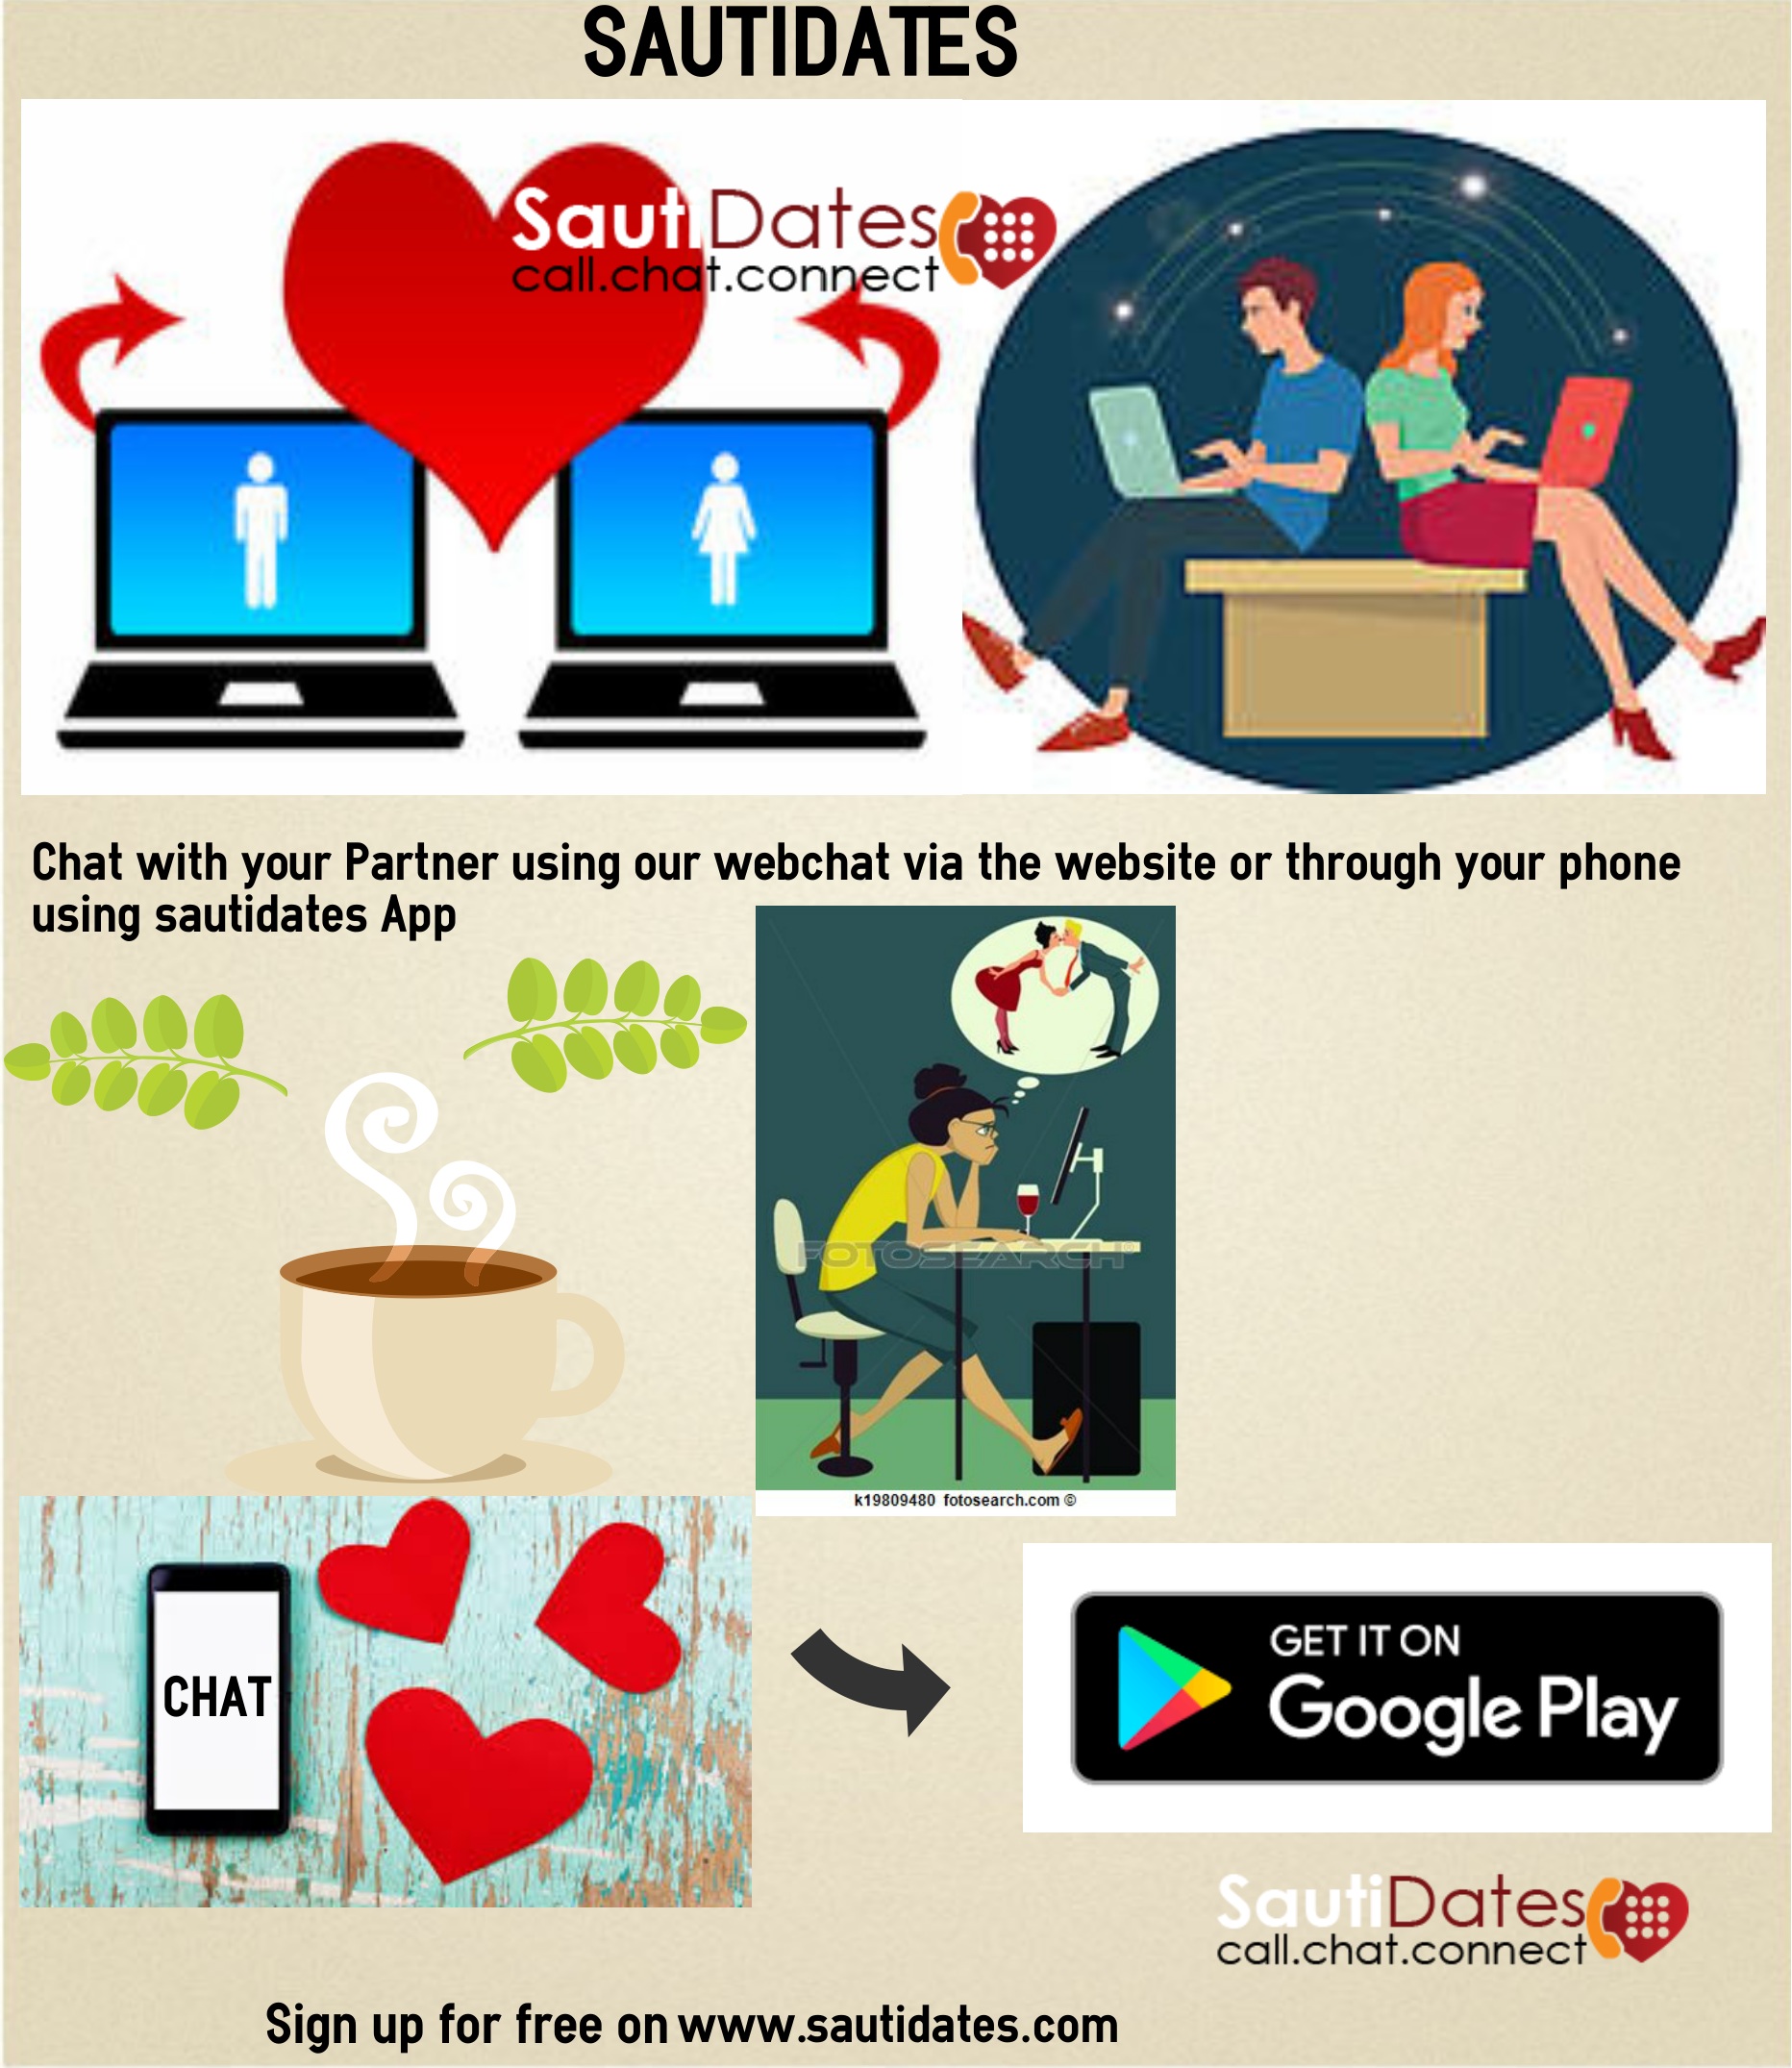 SAUTIDATES
SautiDates
call.chat.connect
Chat with your Partner using our webchat via the website or through your phone
using sautidates App
FOTOSEARCH®
k19809480 fotosearch.com ©
CHAT
GET IT ON
Google Play
SautiDates
call.chat.connect
Sign up for free on www.sautidates.com